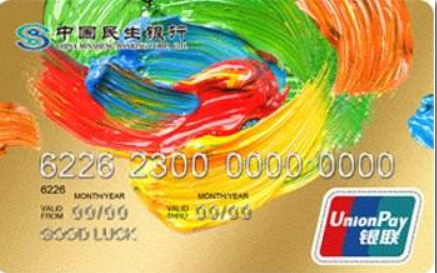 中国民生银行
CHINA MINSHENG BANKING CORP., LTD.
6226 2300 0000 0000
6226
MONTH/YEAR MONTH/YEAR
VALID FROM 00/00 VALID THRU 00/00
GOOD LUCK
UnionPay
银联